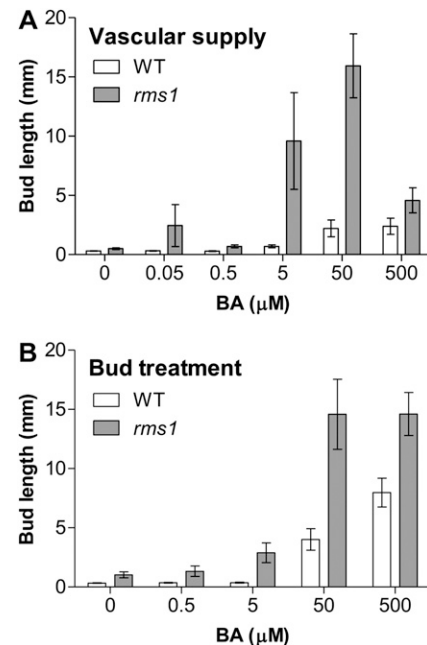 A
Vascular supply
WT
rms1
Bud length (mm)
20
15
10
5
0
0 0.05 0.5 5 50 500
BA (μM)
B
Bud treatment
WT
rms1
Bud length (mm)
20
15
10
5
0
0 0.5 5 50 500
BA (μM)